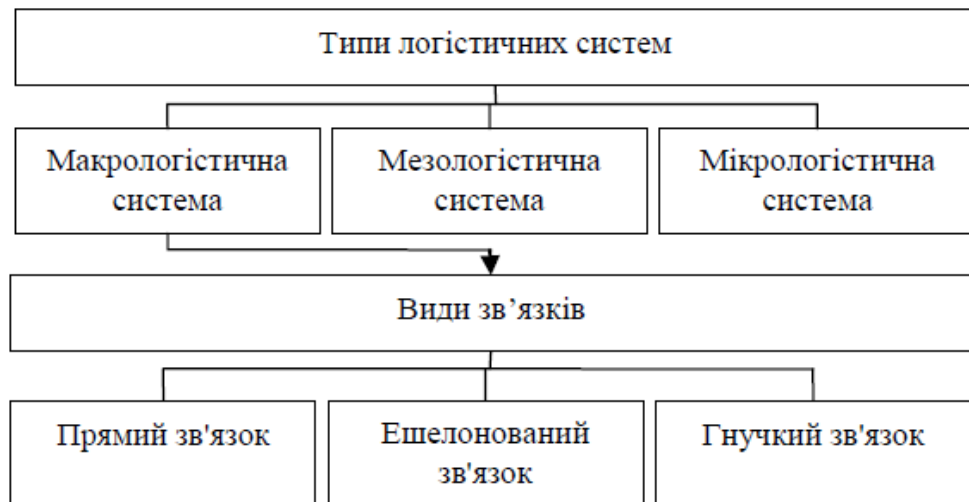 Типи логістичних систем
Макрологістична
система
Мезологістична
система
Мікрологістична
система
Види зв’язків
Прямий зв'язок
Ешелонований
зв'язок
Гнучкий зв'язок